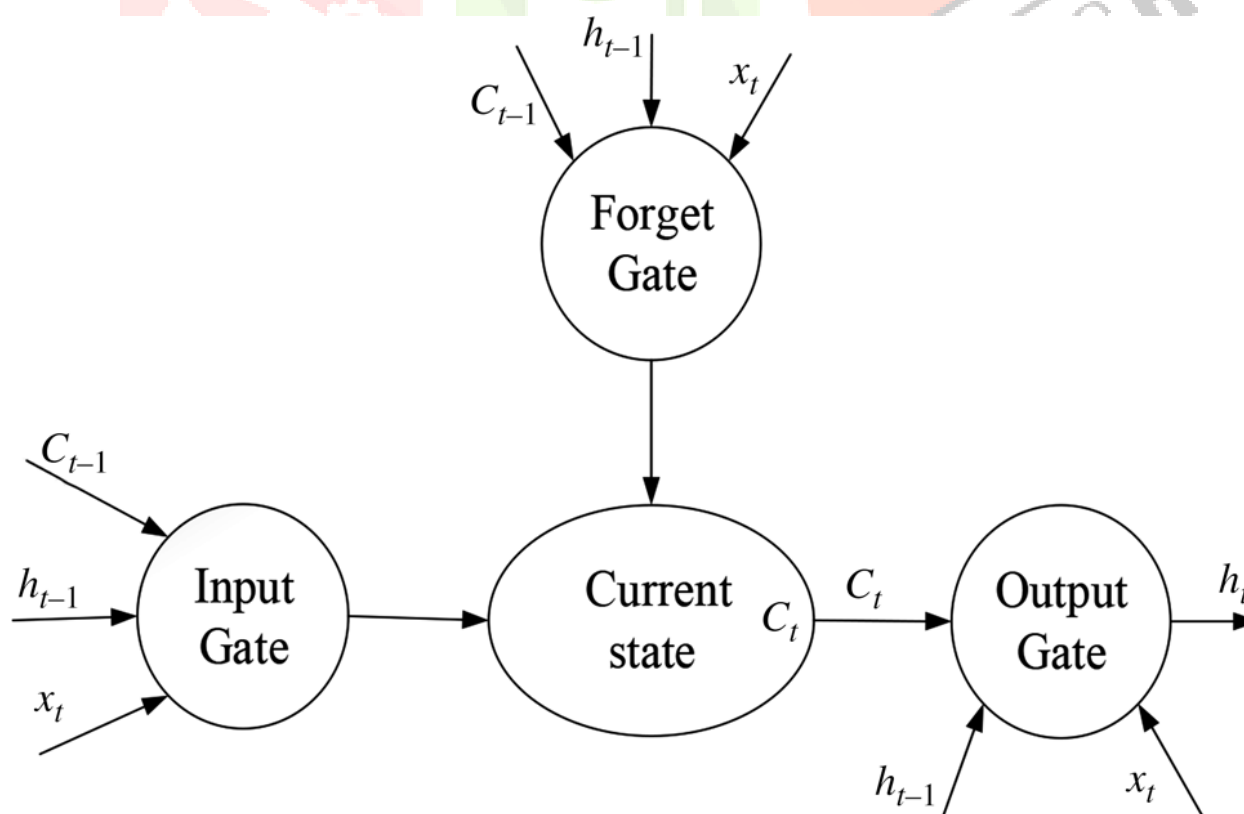 h_{t-1}
C_{t-1}
x_t
Forget
Gate
C_{t-1}
h_{t-1}
x_t
Input
Gate
Current
state
C_t
C_t
Output
Gate
h_t
h_{t-1}
x_t